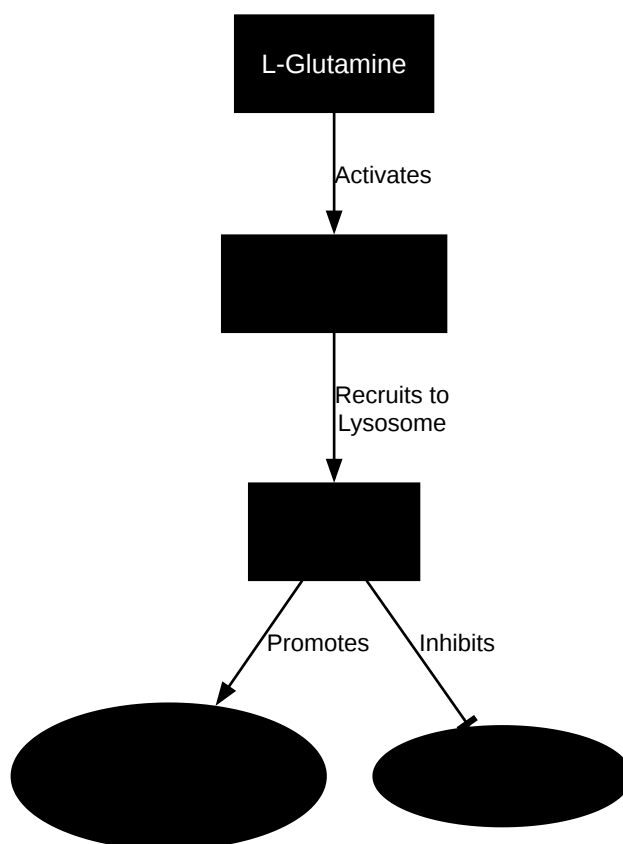 L-Glutamine
Activates
Recruits to
Lysosome
Promotes
Inhibits